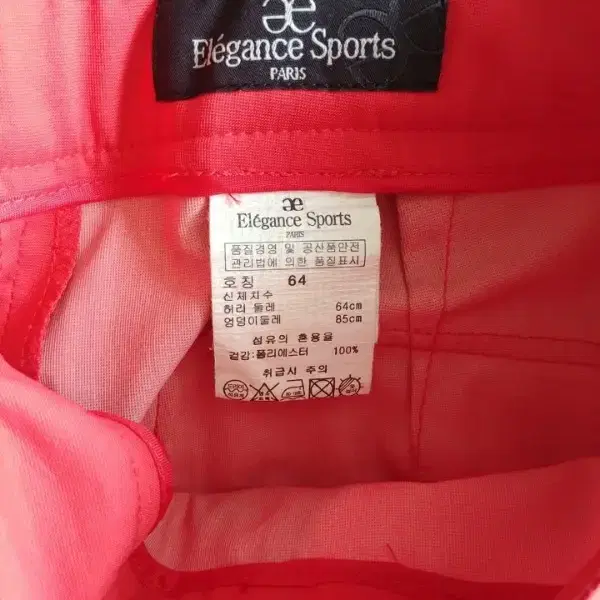 æ
Elégance Sports
PARIS
æ
Elégance Sports
PARIS
품질경영 및 공산품안전
관리법에 의한 품질표시
호칭 64
신체치수
허리 둘레 64cm
엉덩이둘레 85cm
섬유의 혼용율
겉감:폴리에스터 100%
취급시 주의